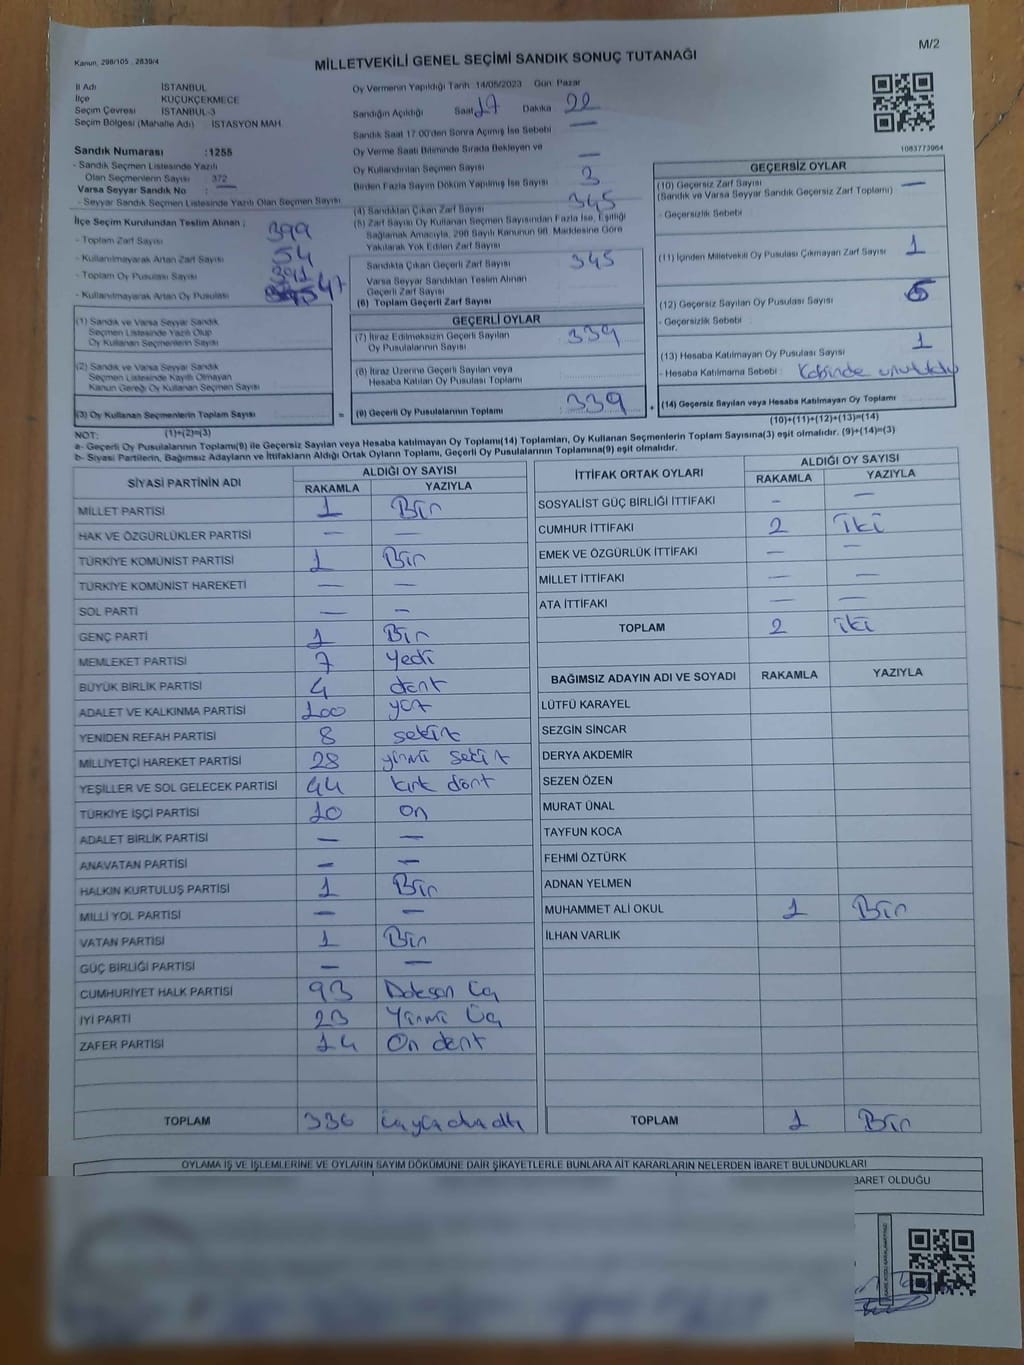 M/2
Kanun, 298/105 , 2839/4
MİLLETVEKİLİ GENEL SEÇİMİ SANDIK SONUÇ TUTANAĞI
İl Adı İSTANBUL
İlçe KÜÇÜKÇEKMECE
Seçim Çevresi İSTANBUL-3
Seçim Bölgesi (Mahalle Adı) : İSTASYON MAH.
Sandık Numarası :1255
- Sandık Seçmen Listesinde Yazılı
Olan Seçmenlerin Sayısı : 372
Varsa Seyyar Sandık No : —
- Seyyar Sandık Seçmen Listesinde Yazılı Olan Seçmen Sayısı
İlçe Seçim Kurulundan Teslim Alınan ;
- Toplam Zarf Sayısı 399
- Kullanılmayarak Artan Zarf Sayısı 54
- Toplam Oy Pusulası Sayısı 391
- Kullanılmayarak Artan Oy Pusulası 47
(1) Sandık ve Varsa Seyyar Sandık
Seçmen Listesinde Yazılı Olup
Oy Kullanan Seçmenlerin Sayısı
(2) Sandık ve Varsa Seyyar Sandık
Seçmen Listesinde Kayıtlı Olmayan
Kanun Gereği Oy Kullanan Seçmen Sayısı
(3) Oy Kullanan Seçmenlerin Toplam Sayısı
(1)+(2)=(3)
Oy Vermenin Yapıldığı Tarih :14/05/2023 Gün: Pazar
Sandığın Açıldığı Saat 17 Dakika 22
Sandık Saat 17:00'den Sonra Açımış İse Sebebi —
Oy Verme Saati Bitiminde Sırada Bekleyen ve
Oy Kullandırılan Seçmen Sayısı —
Birden Fazla Sayım Döküm Yapılmış İse Sayısı 3
(4) Sandıktan Çıkan Zarf Sayısı 345
(5) Zarf Sayısı Oy Kullanan Seçmen Sayısından Fazla İse, Eşitliği
Sağlamak Amacıyla, 298 Sayılı Kanunun 98. Maddesine Göre
Yakılarak Yok Edilen Zarf Sayısı
Sandıkta Çıkan Geçerli Zarf Sayısı 345
Varsa Seyyar Sandıktan Teslim Alınan
Geçerli Zarf Sayısı
(6) Toplam Geçerli Zarf Sayısı
GEÇERLİ OYLAR
(7) İtiraz Edilmeksizin Geçerli Sayılan
Oy Pusulalarının Sayısı 339
(8) İtiraz Üzerine Geçerli Sayılan veya
Hesaba Katılan Oy Pusulası Toplamı
= (9) Geçerli Oy Pusulalarının Toplamı : 339 +
1083773964
GEÇERSİZ OYLAR
(10) Geçersiz Zarf Sayısı —
(Sandık ve Varsa Seyyar Sandık Geçersiz Zarf Toplamı)
- Geçersizlik Sebebi
(11) İçinden Milletvekili Oy Pusulası Çıkmayan Zarf Sayısı 1
(12) Geçersiz Sayılan Oy Pusulası Sayısı
- Geçersizlik Sebebi
(13) Hesaba Katılmayan Oy Pusulası Sayısı 1
- Hesaba Katılmama Sebebi : Kabinde unutuldu
(14) Geçersiz Sayılan veya Hesaba Katılmayan Oy Toplamı
(10)+(11)+(12)+(13)=(14)
NOT:
a- Geçerli Oy Pusulalarının Toplamı(9) ile Geçersiz Sayılan veya Hesaba katılmayan Oy Toplamı(14) Toplamları, Oy Kullanan Seçmenlerin Toplam Sayısına(3) eşit olmalıdır. (9)+(14)=(3)
b- Siyasi Partilerin, Bağımsız Adayların ve İttifakların Aldığı Ortak Oyların Toplamı, Geçerli Oy Pusulalarının Toplamına(9) eşit olmalıdır.
SİYASİ PARTİNİN ADI ALDIĞI OY SAYISI
RAKAMLA YAZIYLA
MİLLET PARTİSİ 1 Bir
HAK VE ÖZGÜRLÜKLER PARTİSİ — —
TÜRKİYE KOMÜNİST PARTİSİ 1 Bir
TÜRKİYE KOMÜNİST HAREKETİ — —
SOL PARTİ — —
GENÇ PARTİ 1 Bir
MEMLEKET PARTİSİ 7 Yedi
BÜYÜK BİRLİK PARTİSİ 4 dört
ADALET VE KALKINMA PARTİSİ 100 yüz
YENİDEN REFAH PARTİSİ 8 sekiz
MİLLİYETÇİ HAREKET PARTİSİ 28 yirmi sekiz
YEŞİLLER VE SOL GELECEK PARTİSİ 44 kırk dört
TÜRKİYE İŞÇİ PARTİSİ 10 on
ADALET BİRLİK PARTİSİ — —
ANAVATAN PARTİSİ — —
HALKIN KURTULUŞ PARTİSİ 1 Bir
MİLLİ YOL PARTİSİ — —
VATAN PARTİSİ 1 Bir
GÜÇ BİRLİĞİ PARTİSİ — —
CUMHURİYET HALK PARTİSİ 93 Doksan Üç
İYİ PARTİ 23 Yirmi Üç
ZAFER PARTİSİ 14 On dört
TOPLAM 336 üçyüzotuzaltı
İTTİFAK ORTAK OYLARI ALDIĞI OY SAYISI
RAKAMLA YAZIYLA
SOSYALİST GÜÇ BİRLİĞİ İTTİFAKI — —
CUMHUR İTTİFAKI 2 iki
EMEK VE ÖZGÜRLÜK İTTİFAKI — —
MİLLET İTTİFAKI — —
ATA İTTİFAKI — —
TOPLAM 2 iki
BAĞIMSIZ ADAYIN ADI VE SOYADI RAKAMLA YAZIYLA
LÜTFÜ KARAYEL
SEZGİN SİNCAR
DERYA AKDEMİR
SEZEN ÖZEN
MURAT ÜNAL
TAYFUN KOCA
FEHMİ ÖZTÜRK
ADNAN YELMEN
MUHAMMET ALİ OKUL 1 Bir
İLHAN VARLIK
TOPLAM 1 Bir
OYLAMA İŞ VE İŞLEMLERİNE VE OYLARIN SAYIM DÖKÜMÜNE DAİR ŞİKAYETLERLE BUNLARA AİT KARARLARIN NELERDEN İBARET BULUNDUKLARI
BARET OLDUĞU